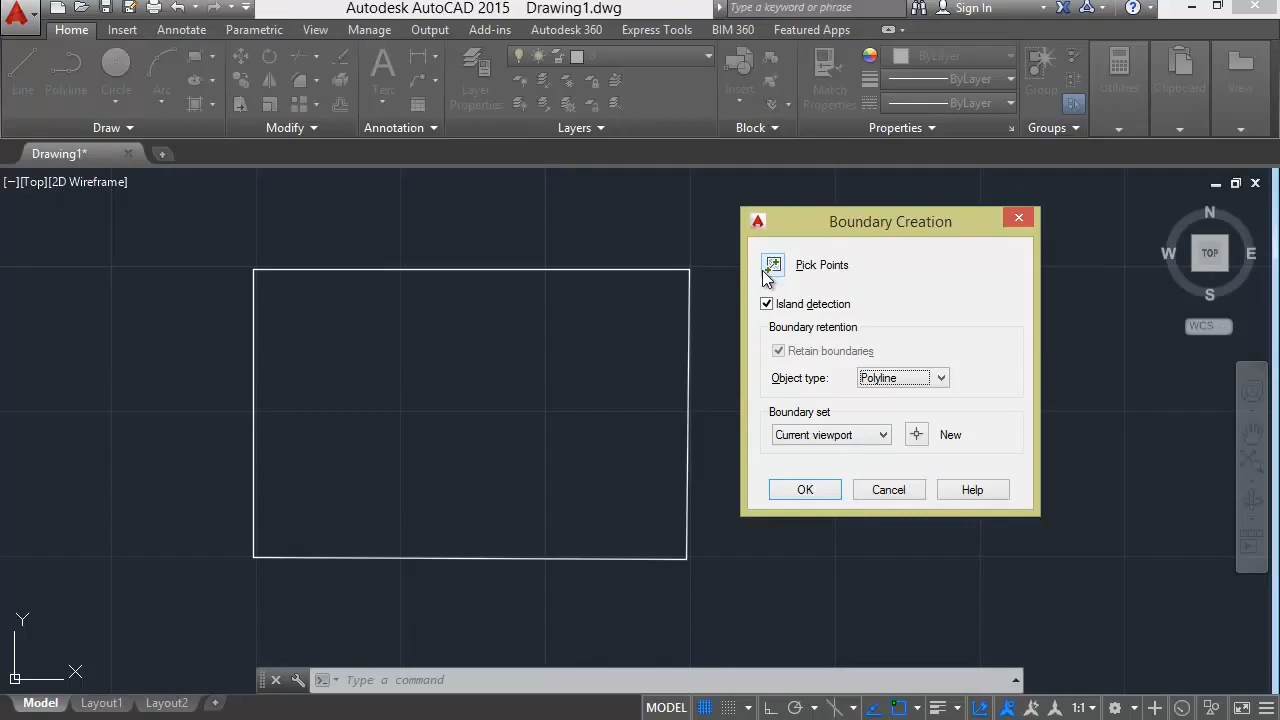 Autodesk AutoCAD 2015 Drawing1.dwg
Type a keyword or phrase
Sign In
Home Insert Annotate Parametric View Manage Output Add-ins Autodesk 360 Express Tools BIM 360 Featured Apps
ByLayer
Line Polyline Circle Arc Text Layer Properties Insert Match Properties ByLayer Group Utilities Clipboard View
ByLayer
Draw Modify Annotation Layers Block Properties Groups
Drawing1*
[−][Top][2D Wireframe]
Boundary Creation
Pick Points
Island detection
Boundary retention
Retain boundaries
Object type: Polyline
Boundary set
Current viewport New
OK Cancel Help
N
W TOP E
S
WCS
Y
X
Type a command
Model Layout1 Layout2 MODEL 1:1